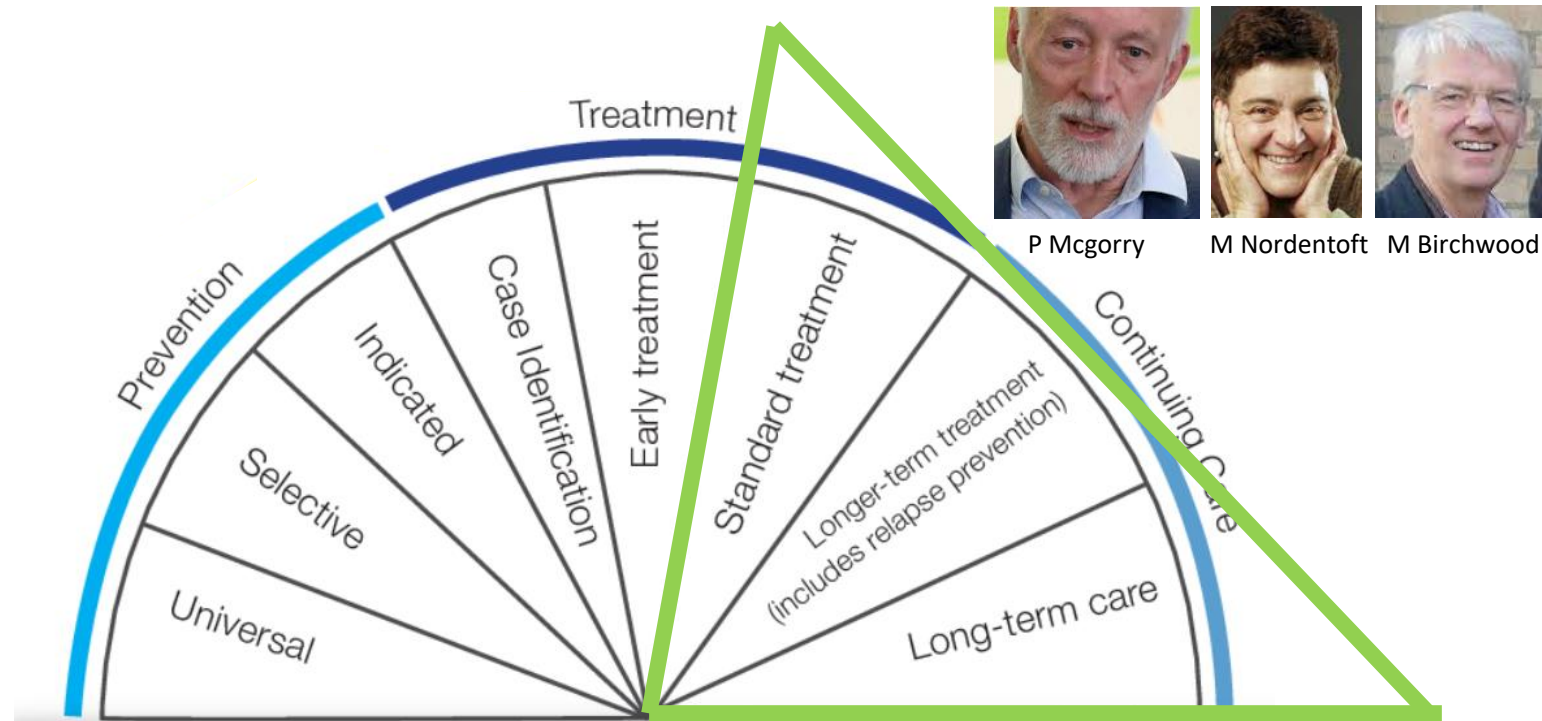 P Mcgorry
M Nordentoft
M Birchwood
Prevention
Treatment
Continuing Care
Universal
Selective
Indicated
Case Identification
Early treatment
Standard treatment
Longer-term treatment
(includes relapse prevention)
Long-term care